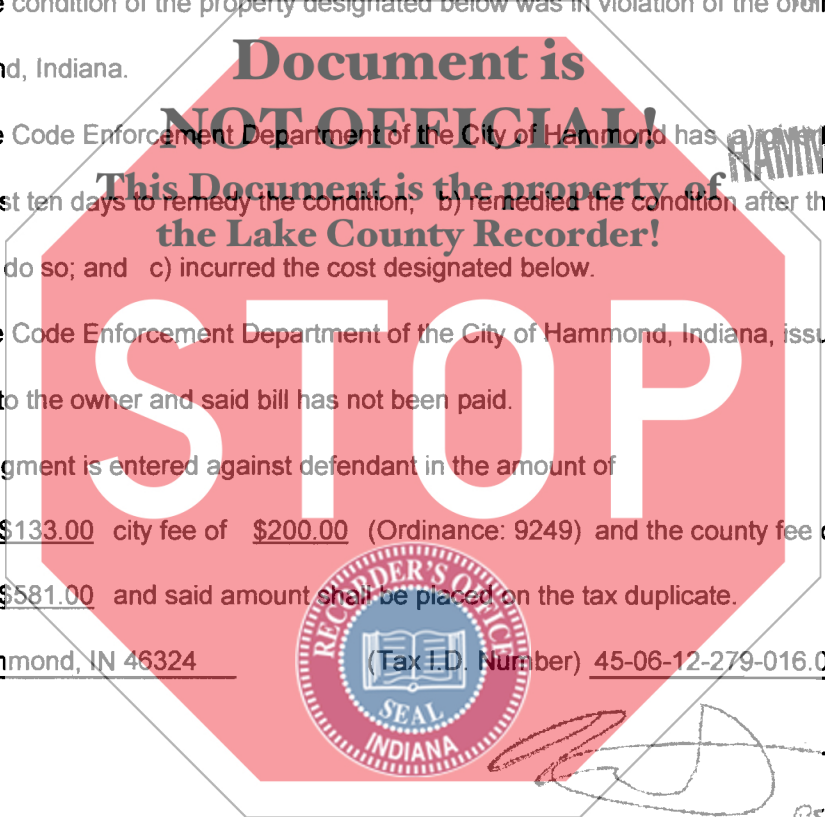 condition of the property designated below was in violation of the
nd, Indiana.
Document is
NOT OFFICIAL!
This Document is the property of
the Lake County Recorder!
e Code Enforcement Department of the City of Hammond has a)
HAMM
st ten days to remedy the condition; b) remedied the condition after th
do so; and c) incurred the cost designated below.
e Code Enforcement Department of the City of Hammond, Indiana, issu
to the owner and said bill has not been paid.
STOP
gment is entered against defendant in the amount of
$133.00 city fee of $200.00 (Ordinance: 9249) and the county fee
$581.00 and said amount shall be placed on the tax duplicate.
mmond, IN 46324 (Tax I.D. Number) 45-06-12-279-016.0
RECORDER'S OFFICE
SEAL
INDIANA